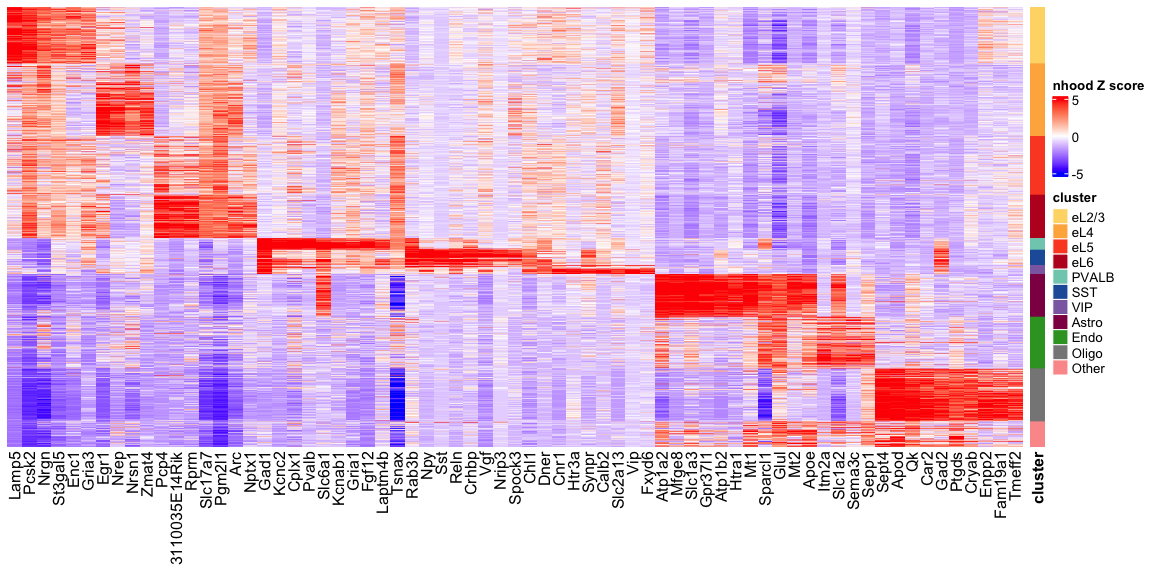 nhood Z score
5
0
-5
cluster
eL2/3
eL4
eL5
eL6
PVALB
SST
VIP
Astro
Endo
Oligo
Other
Lamp5
Pcsk2
Nrgn
St3gal5
Enc1
Gria3
Egr1
Nrep
Nrsn1
Zmat4
Pcp4
3110035E14Rik
Rprm
Slc17a7
Pgm2l1
Arc
Nptx1
Gad1
Kcnc2
Cplx1
Pvalb
Slc6a1
Kcnab1
Gria1
Fgf12
Laptm4b
Tsnax
Rab3b
Npy
Sst
Reln
Crhbp
Vgf
Nrip3
Spock3
Chl1
Dner
Cnr1
Htr3a
Synpr
Calb2
Slc2a13
Vip
Fxyd6
Atp1a2
Mfge8
Slc1a3
Gpr37l1
Atp1b2
Htra1
Mt1
Sparcl1
Glul
Mt2
Apoe
Itm2a
Slc1a2
Sema3c
Sepp1
Sept4
Apod
Qk
Car2
Gad2
Ptgds
Cryab
Enpp2
Fam19a1
Tmeff2
cluster